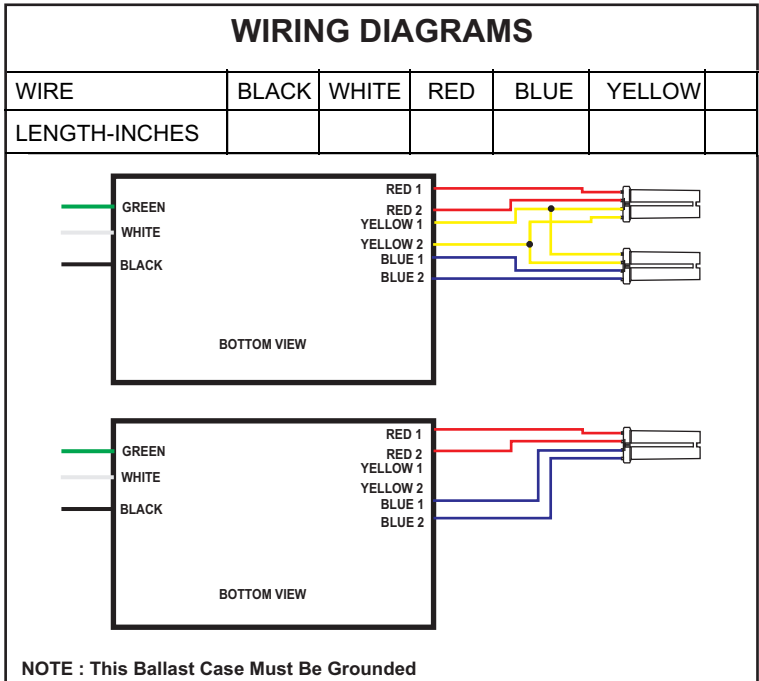 WIRING DIAGRAMS
WIRE BLACK WHITE RED BLUE YELLOW
LENGTH-INCHES
GREEN
WHITE
BLACK
RED 1
RED 2
YELLOW 1
YELLOW 2
BLUE 1
BLUE 2
BOTTOM VIEW
GREEN
WHITE
BLACK
RED 1
RED 2
YELLOW 1
YELLOW 2
BLUE 1
BLUE 2
BOTTOM VIEW
NOTE : This Ballast Case Must Be Grounded